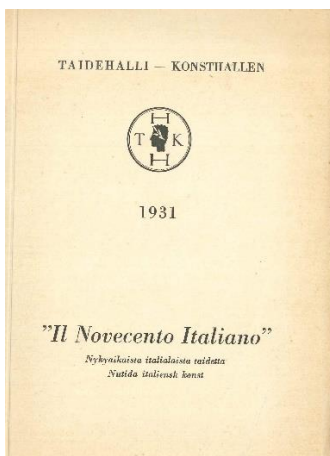 TAIDEHALLI — KONSTHALLEN
H
T K
H
1931
"Il Novecento Italiano"
Nykyaikaista italialaista taidetta
Nutida italiensk konst